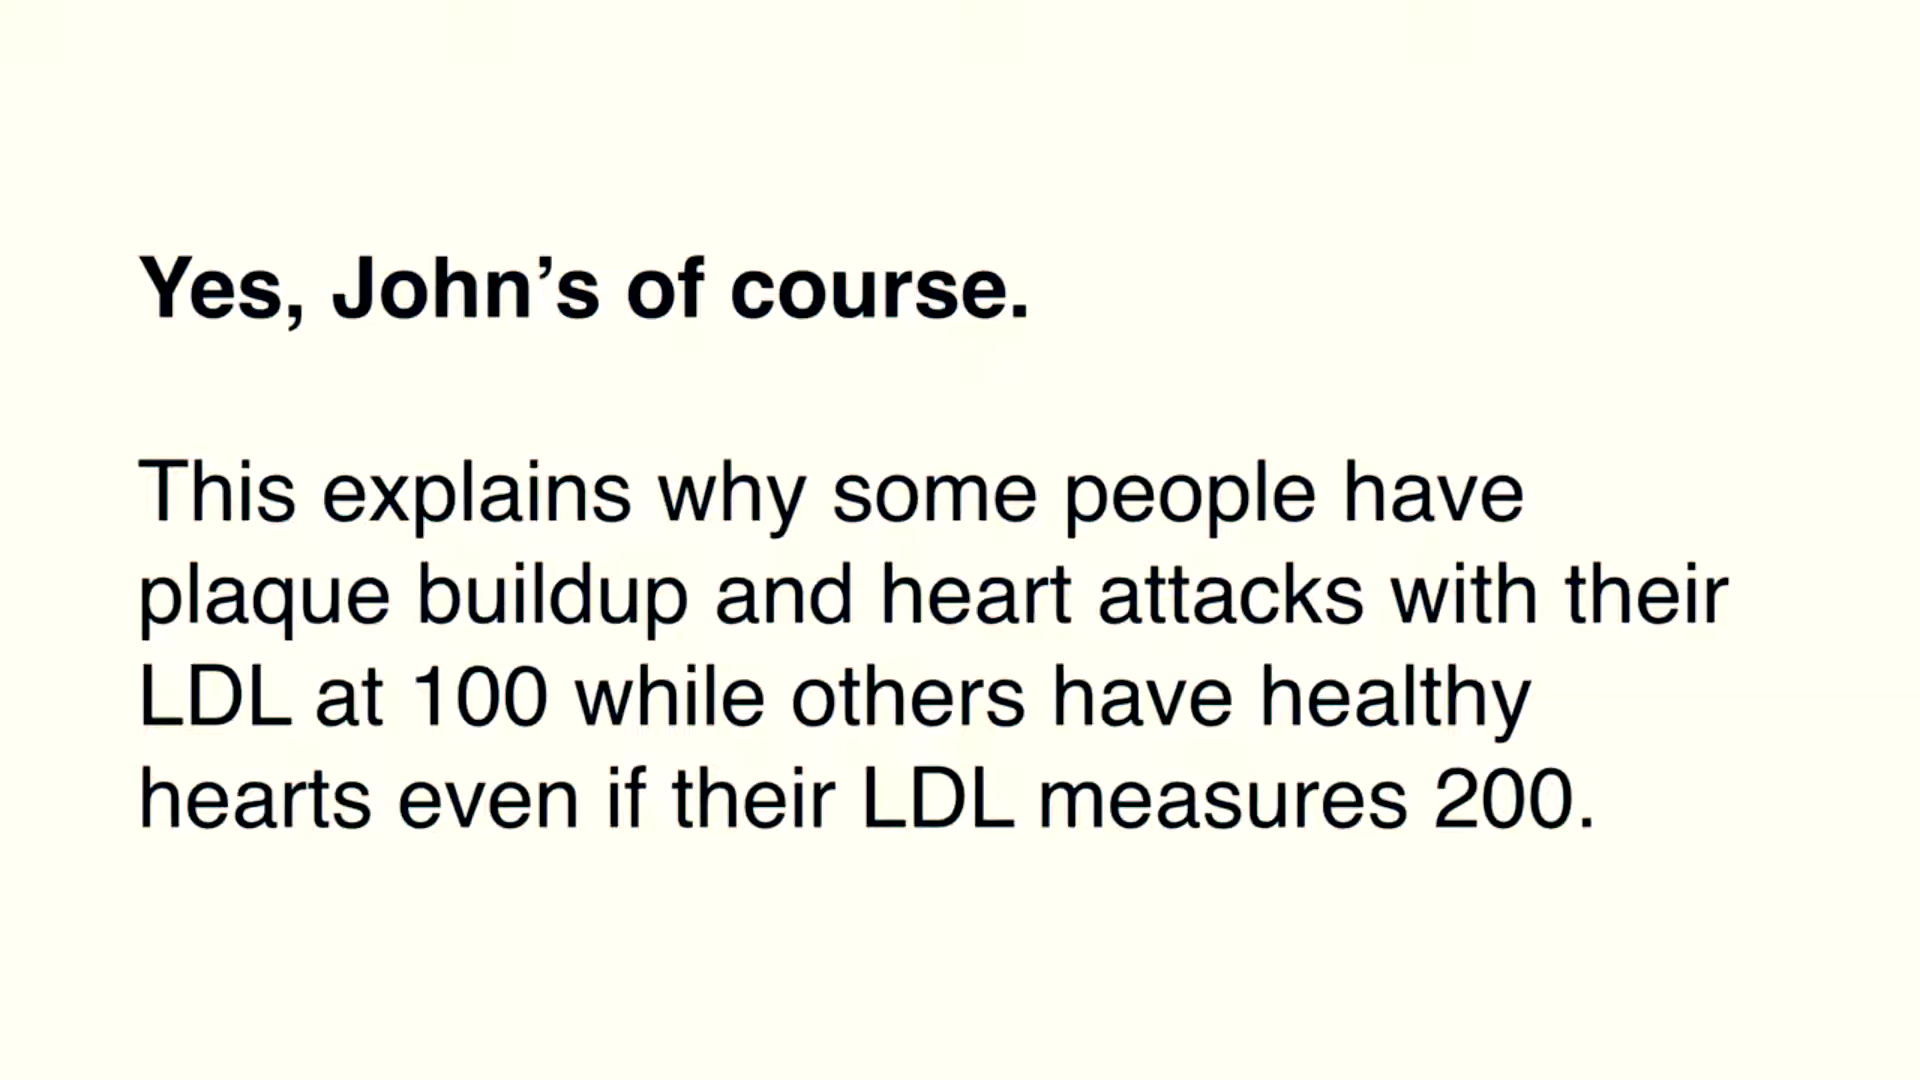 Yes, John’s of course.
This explains why some people have
plaque buildup and heart attacks with their
LDL at 100 while others have healthy
hearts even if their LDL measures 200.